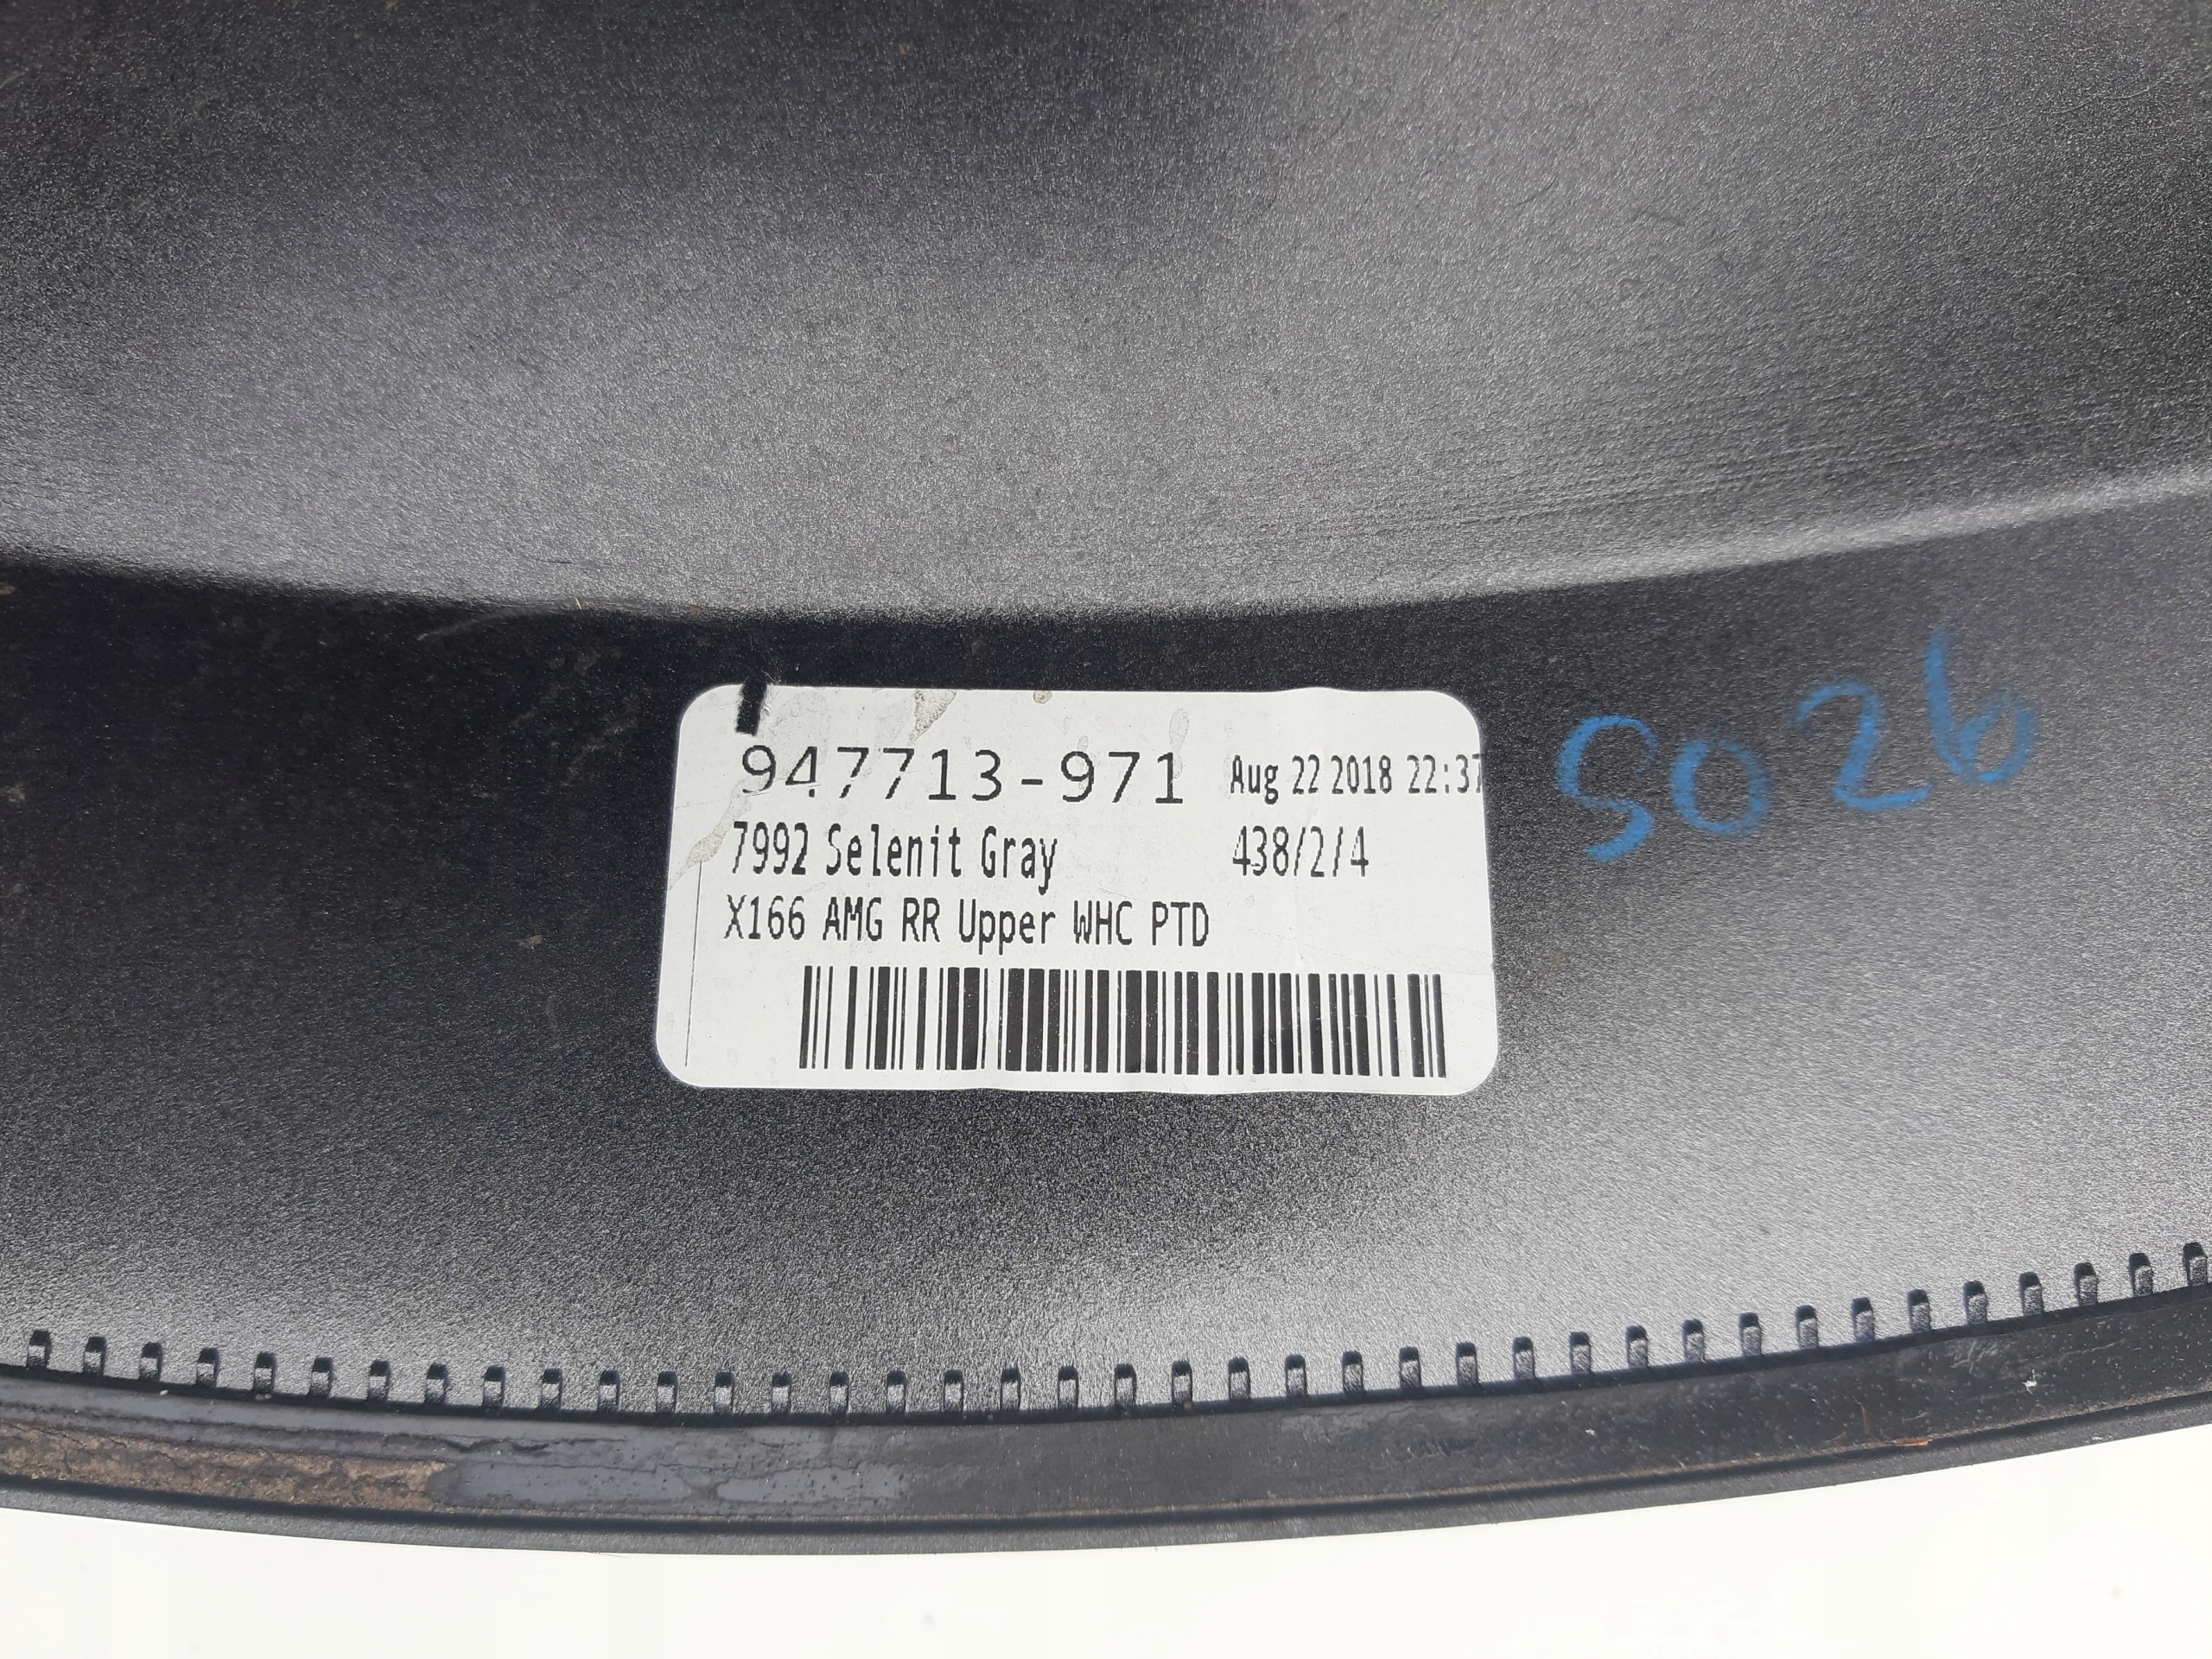 947713-971 Aug 22 2018 22:37
7992 Selenit Gray 438/2/4
X166 AMG RR Upper WHC PTD
5026